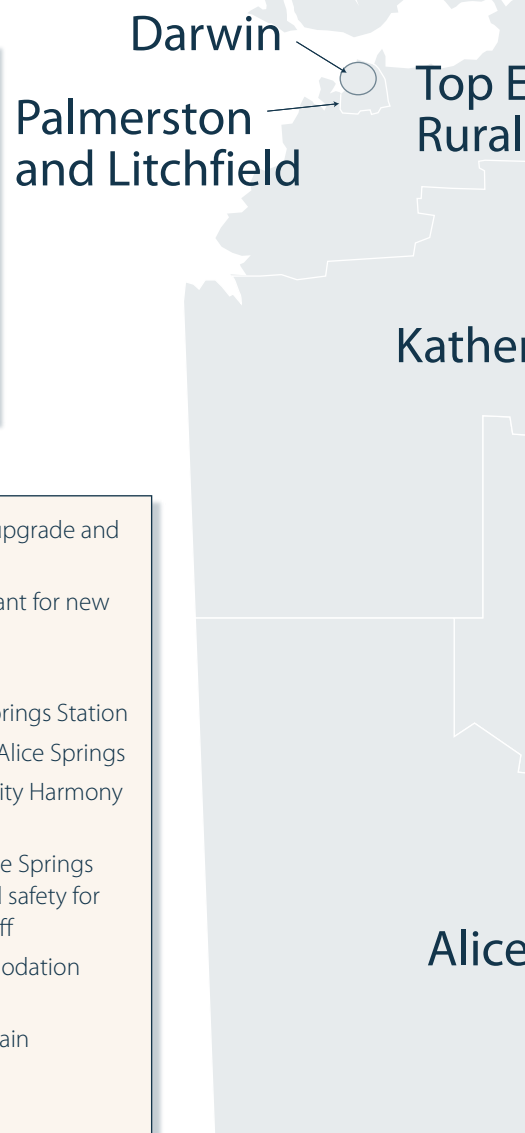 Darwin
Palmerston
and Litchfield
Top E
Rural
Kather
upgrade and
ant for new
rings Station
Alice Springs
ity Harmony
e Springs
safety for
ff
odation
ain
Alice